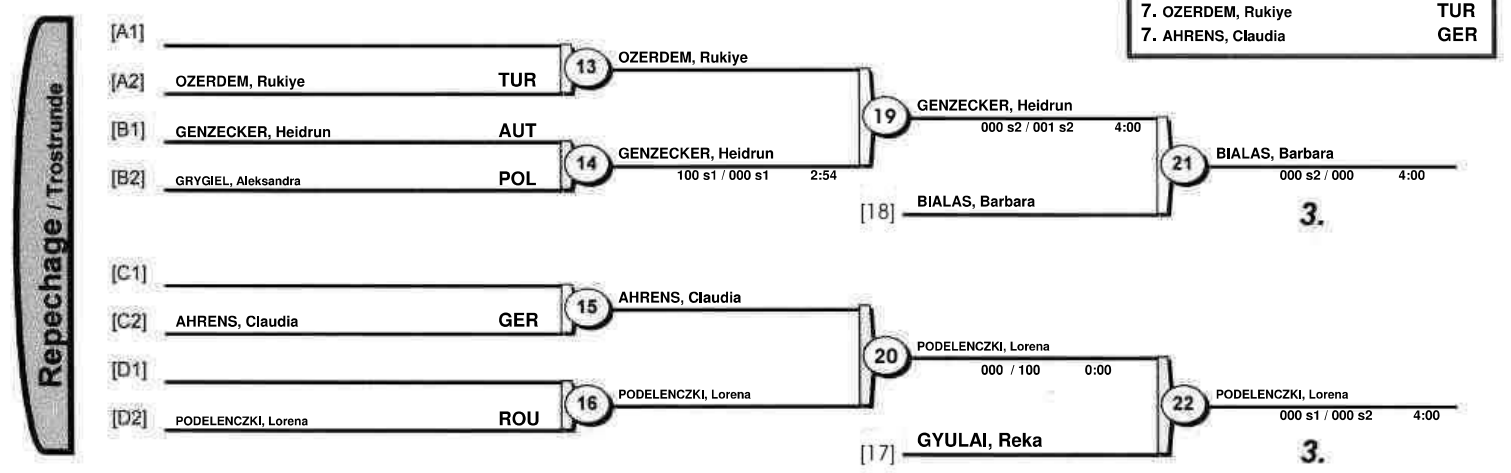 7. OZERDEM, Rukiye TUR
7. AHRENS, Claudia GER
Repechage / Trostrunde
[A1]
13 OZERDEM, Rukiye
[A2] OZERDEM, Rukiye TUR
19 GENZECKER, Heidrun
000 s2 / 001 s2 4:00
[B1] GENZECKER, Heidrun AUT
14 GENZECKER, Heidrun
100 s1 / 000 s1 2:54
21 BIALAS, Barbara
000 s2 / 000 4:00
[B2] GRYGIEL, Aleksandra POL
[18] BIALAS, Barbara
3.
[C1]
15 AHRENS, Claudia
[C2] AHRENS, Claudia GER
20 PODELENCZKI, Lorena
000 / 100 0:00
[D1]
16 PODELENCZKI, Lorena
22 PODELENCZKI, Lorena
000 s1 / 000 s2 4:00
[D2] PODELENCZKI, Lorena ROU
[17] GYULAI, Reka
3.